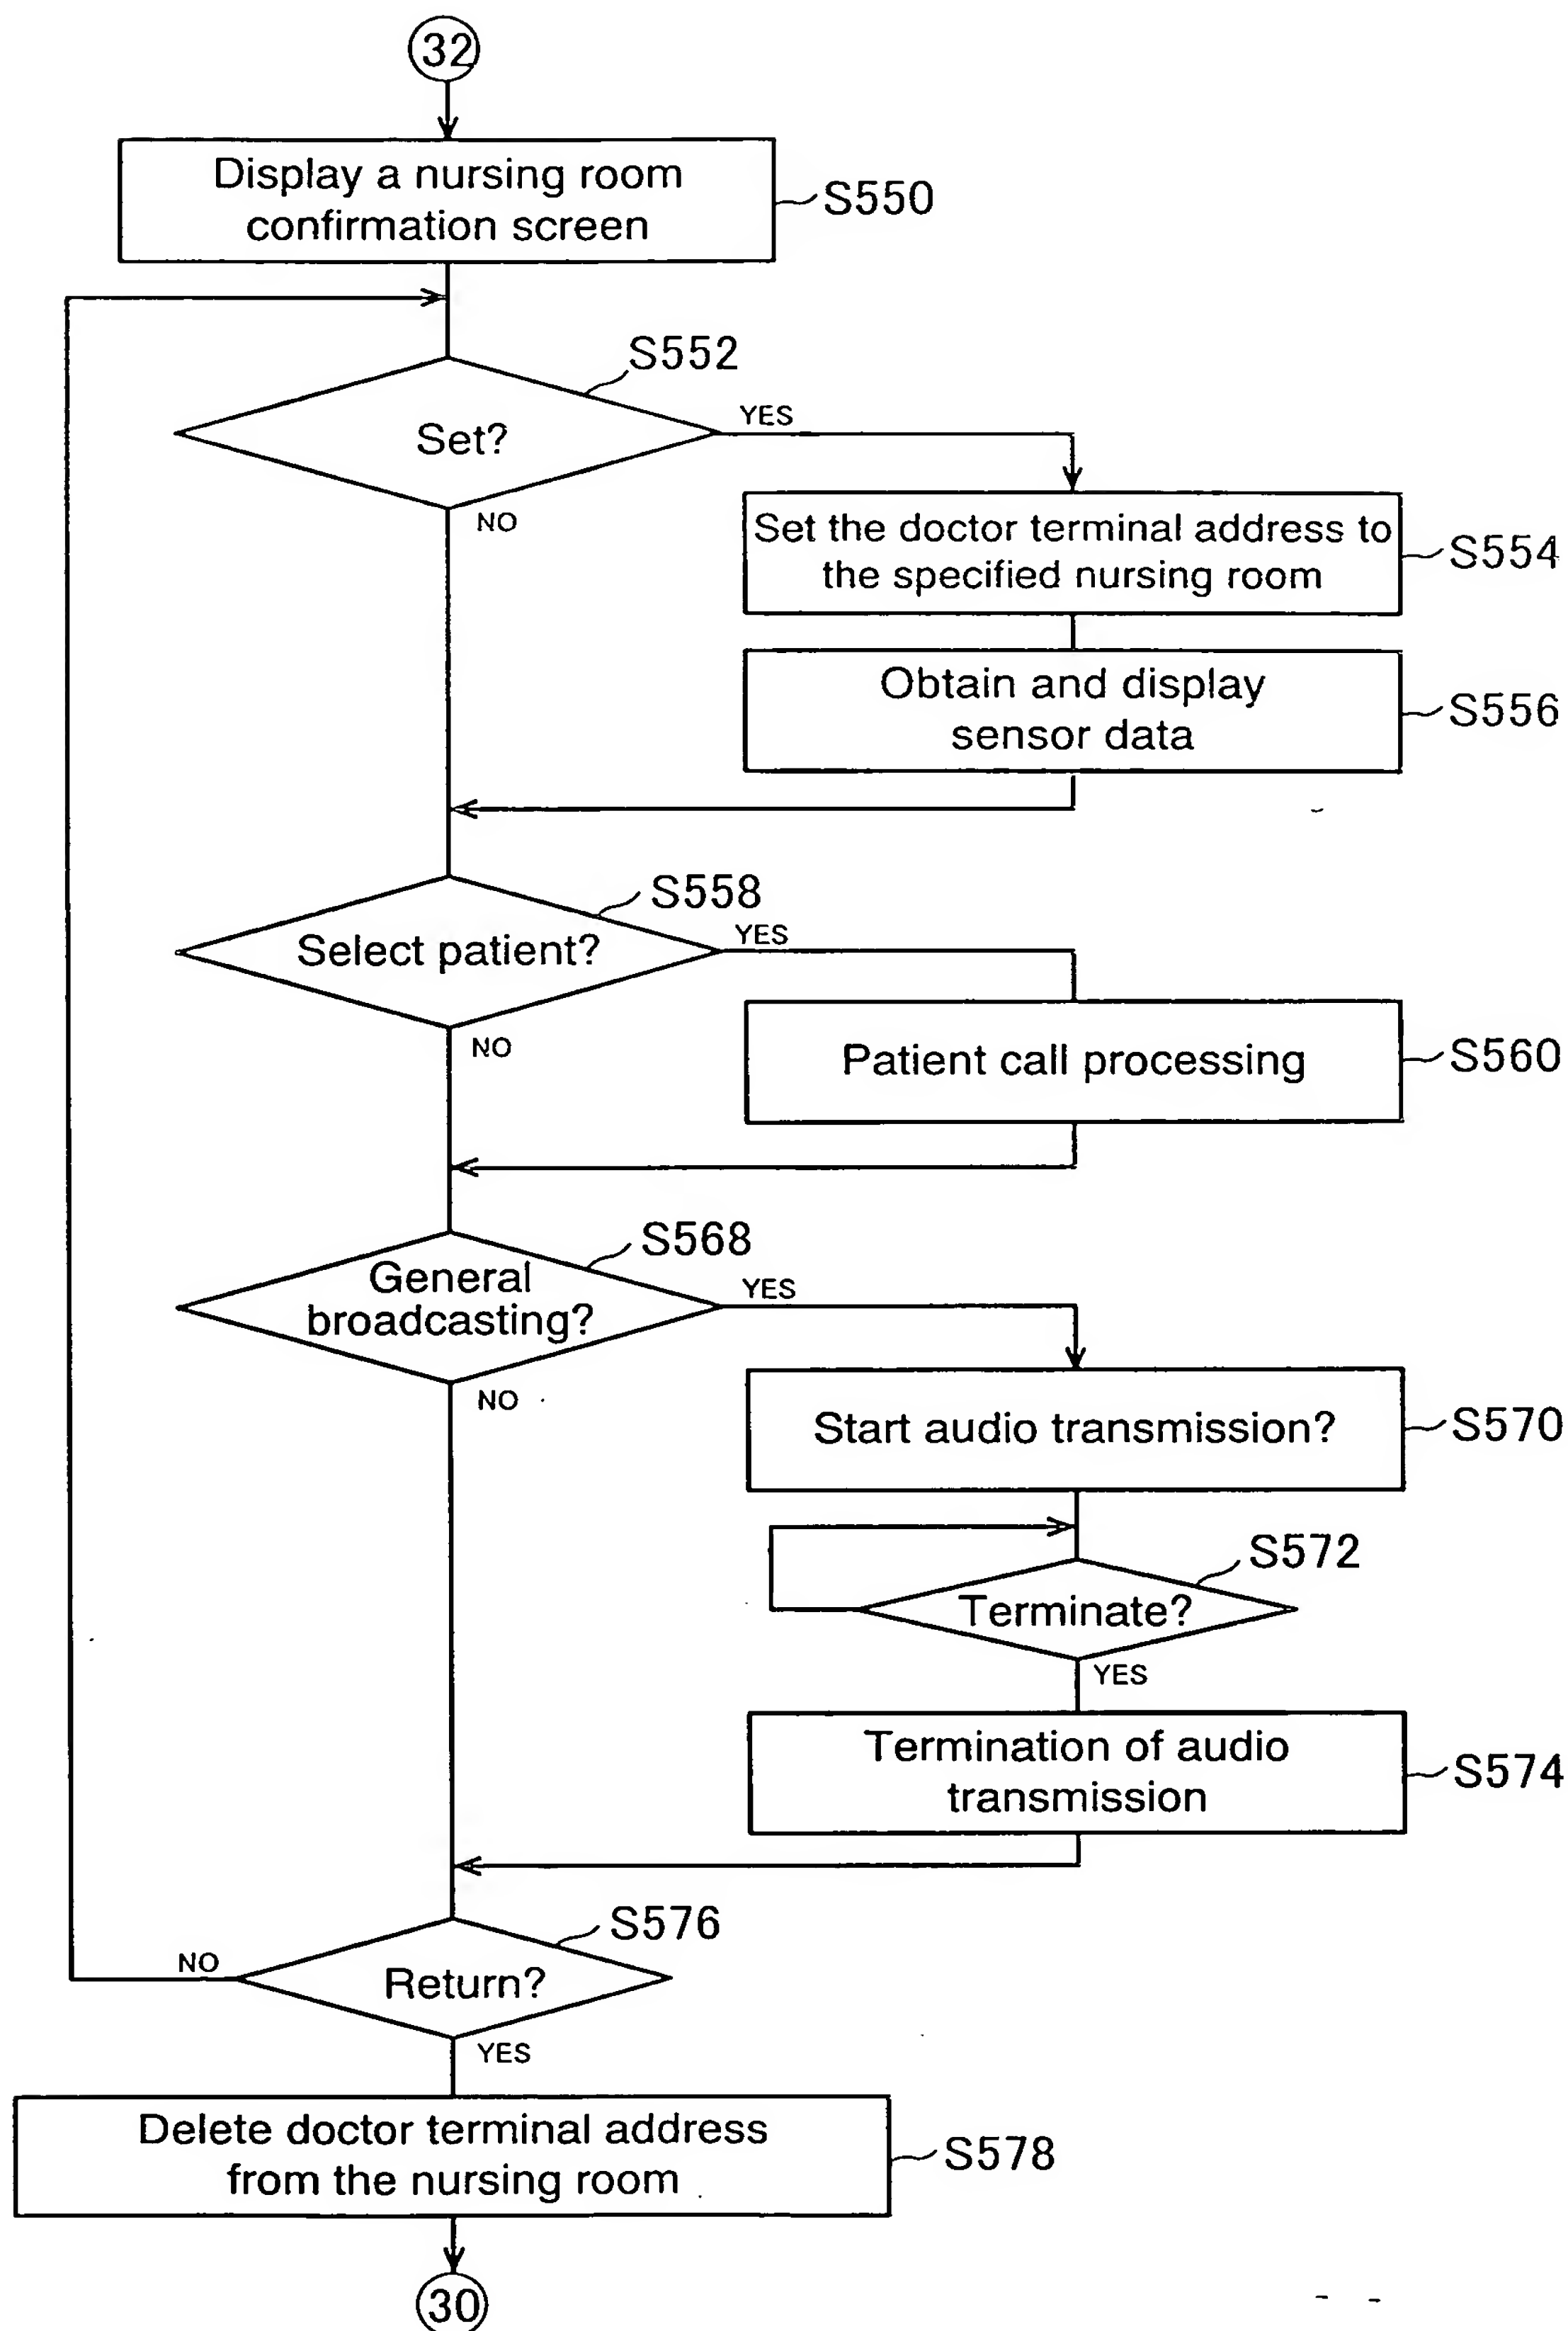 32
Display a nursing room
confirmation screen
S550
S552
Set?
YES
NO
Set the doctor terminal address to
the specified nursing room
S554
Obtain and display
sensor data
S556
S558
Select patient?
YES
NO
Patient call processing
S560
S568
General
broadcasting?
YES
NO
Start audio transmission?
S570
S572
Terminate?
YES
Termination of audio
transmission
S574
S576
NO
Return?
YES
Delete doctor terminal address
from the nursing room
S578
30